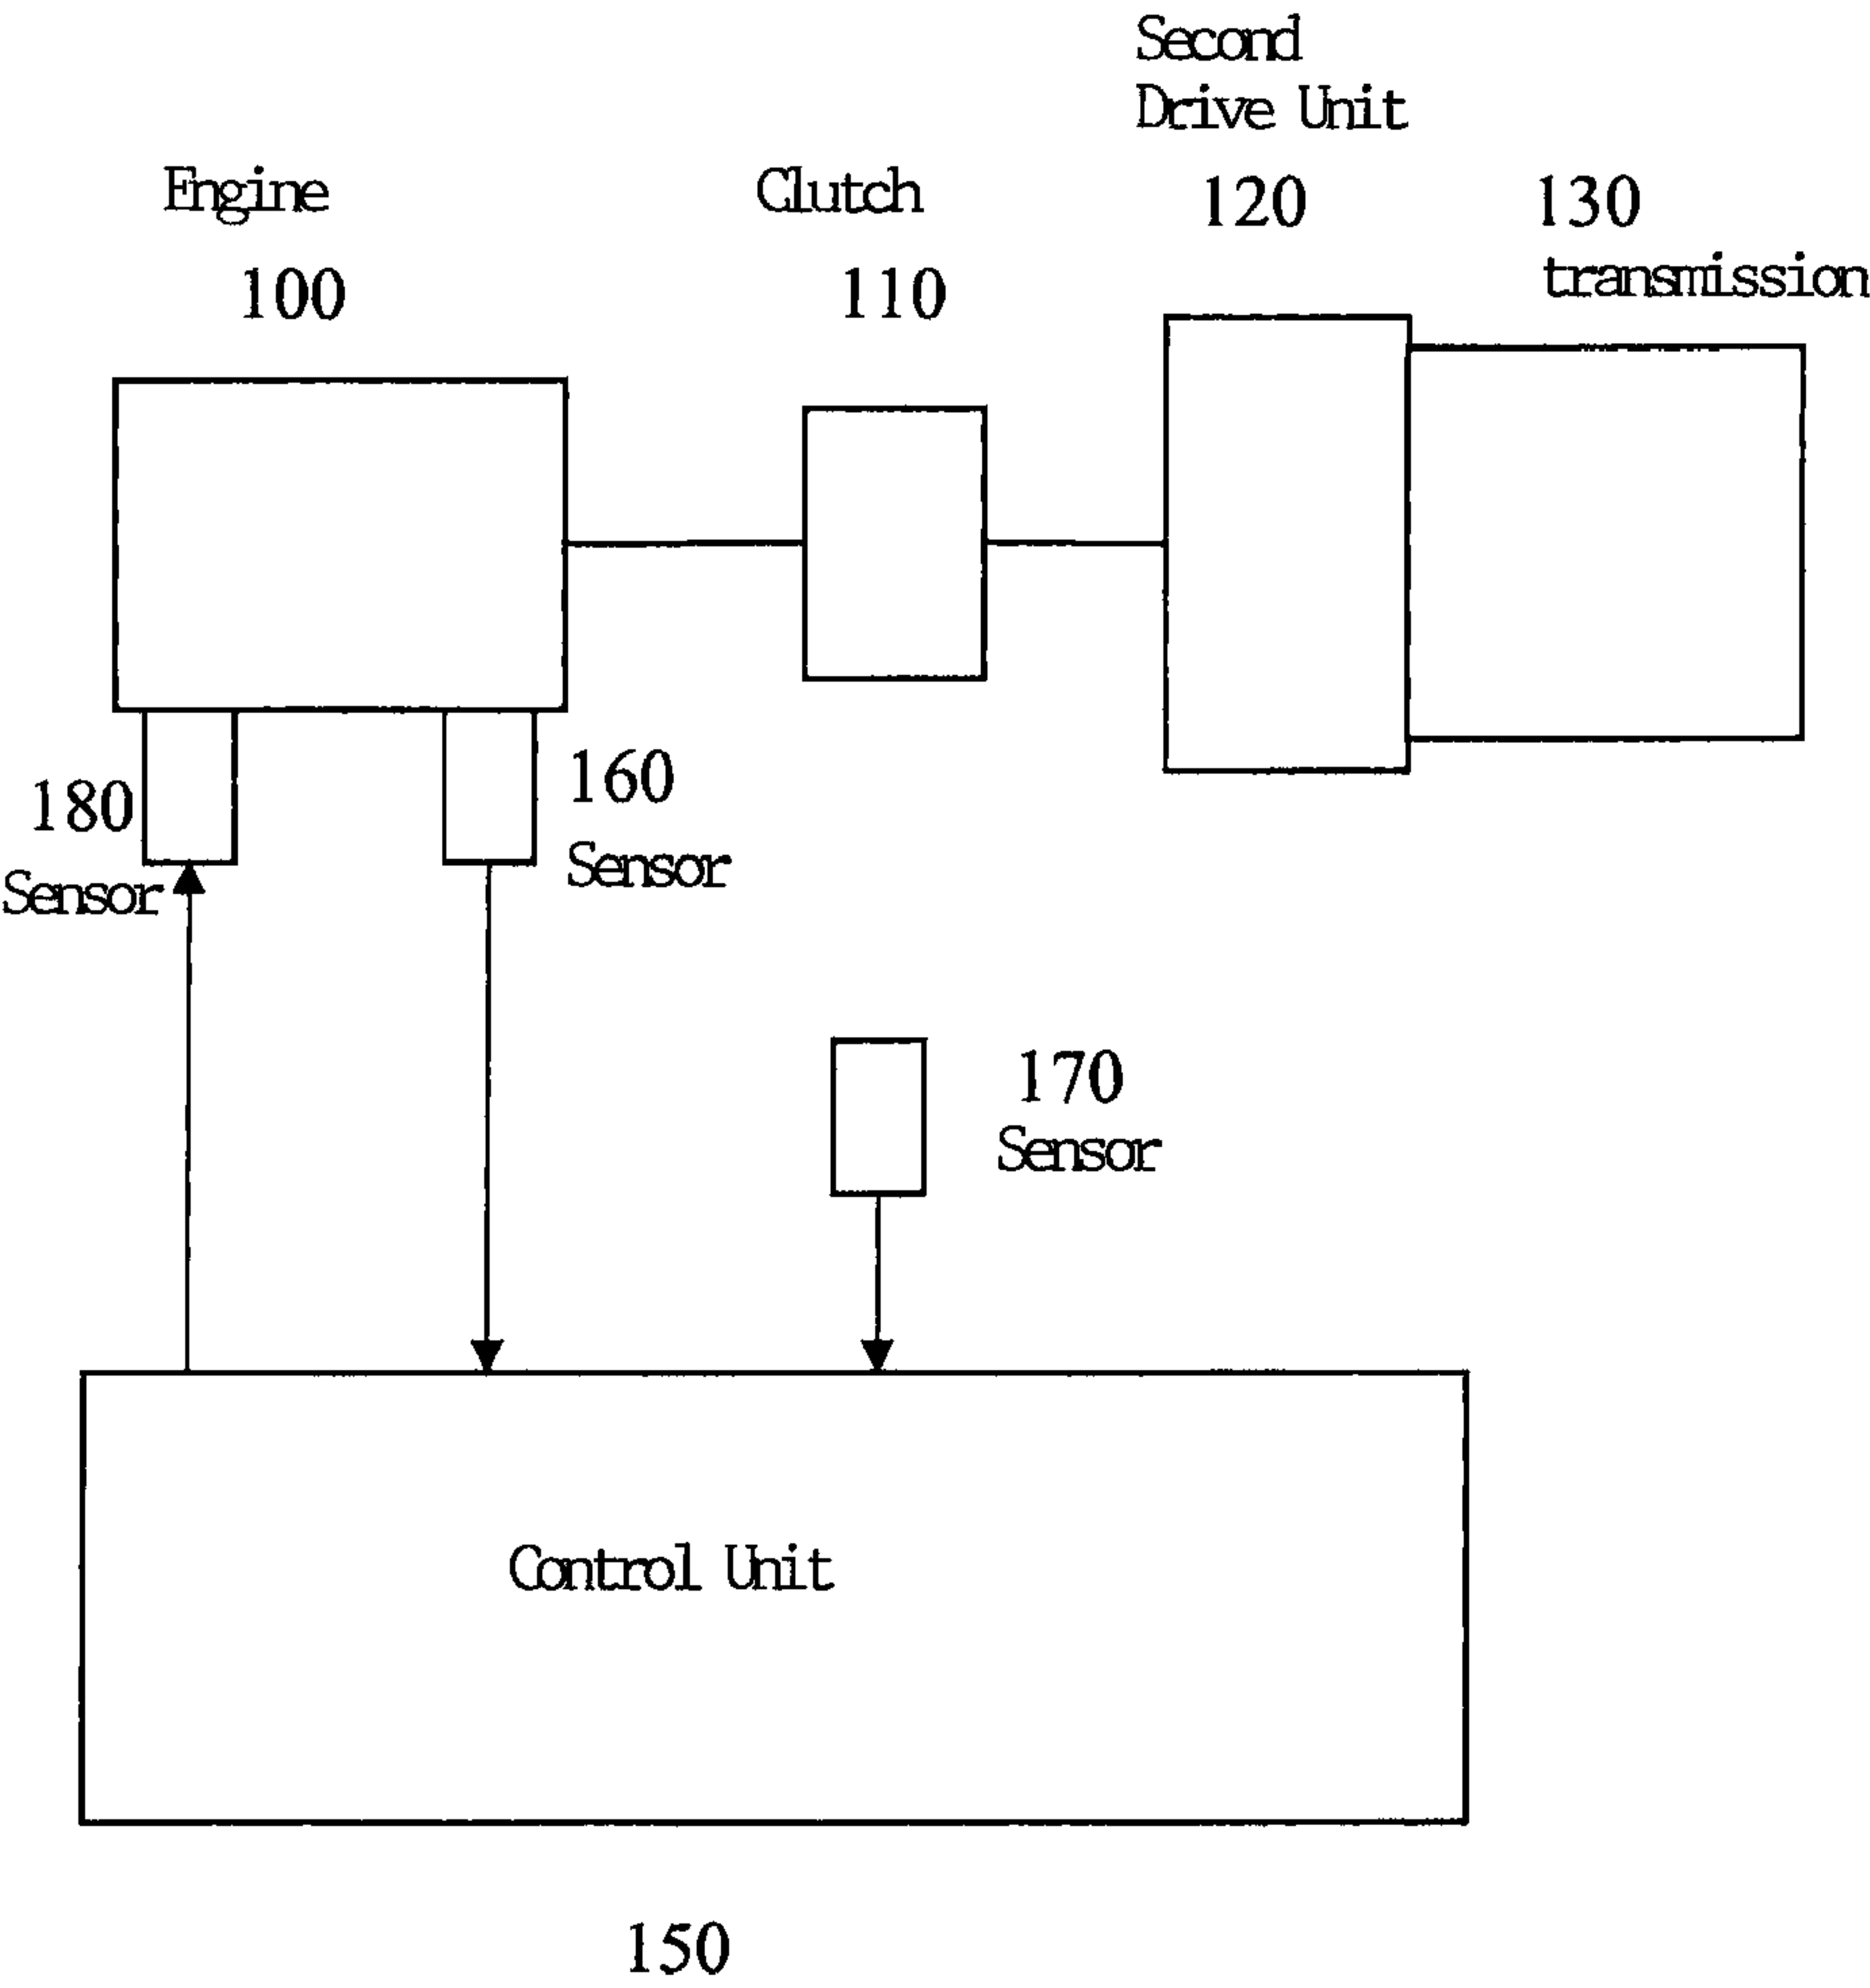 Second
Drive Unit
120
Engine
100
Clutch
110
130
transmission
180
Sensor
160
Sensor
170
Sensor
Control Unit
150